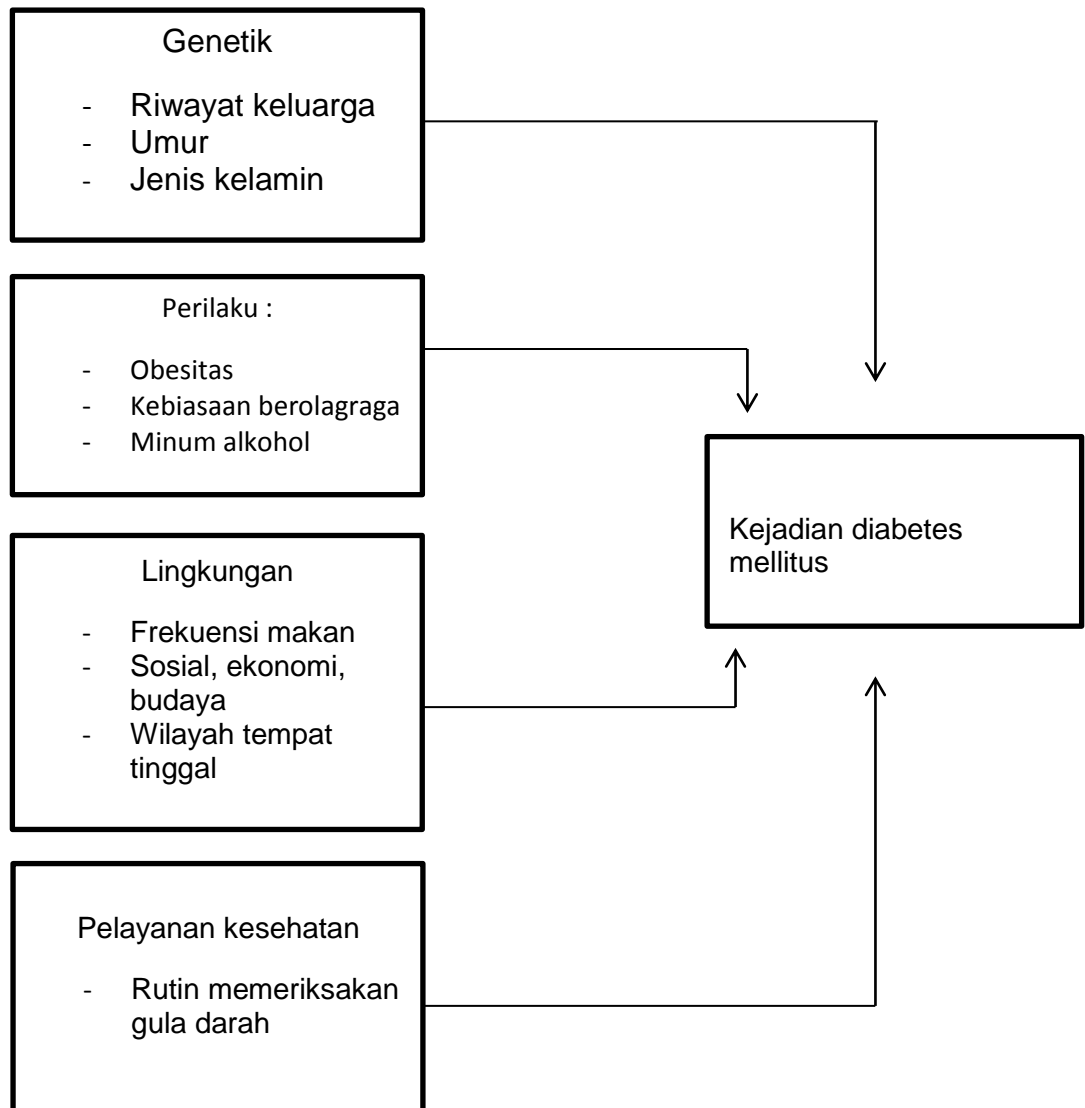 Genetik
- Riwayat keluarga
- Umur
- Jenis kelamin
Perilaku :
- Obesitas
- Kebiasaan berolagraga
- Minum alkohol
Lingkungan
- Frekuensi makan
- Sosial, ekonomi,
budaya
- Wilayah tempat
tinggal
Pelayanan kesehatan
- Rutin memeriksakan
gula darah
Kejadian diabetes
mellitus